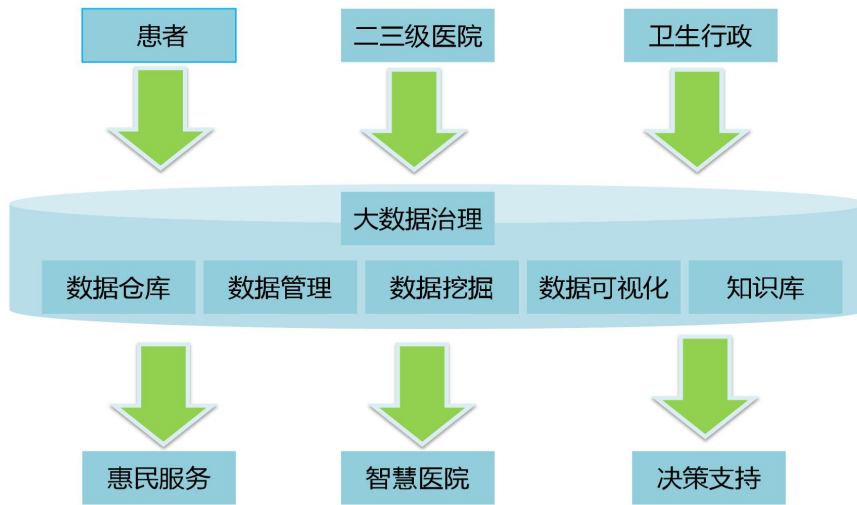 患者
二三级医院
卫生行政
大数据治理
数据仓库
数据管理
数据挖掘
数据可视化
知识库
惠民服务
智慧医院
决策支持